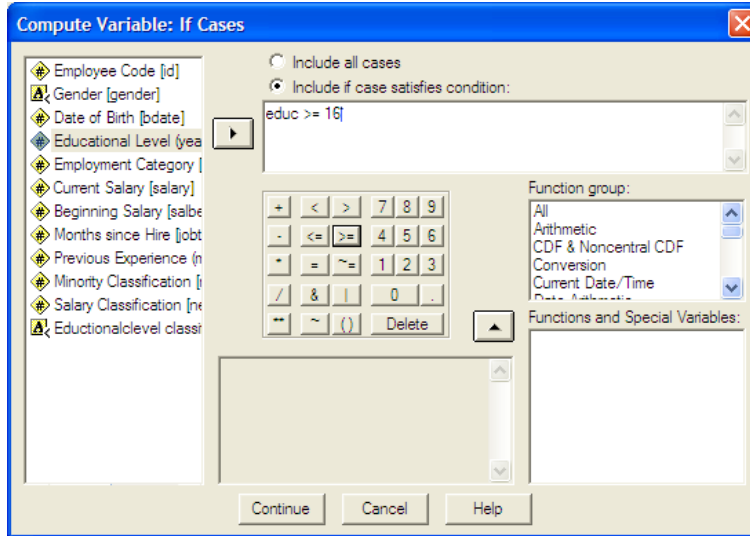 Compute Variable: If Cases
Employee Code [id]
Gender [gender]
Date of Birth [bdate]
Educational Level (yea
Employment Category [
Current Salary [salary]
Beginning Salary [salbe
Months since Hire [jobt
Previous Experience (m
Minority Classification [
Salary Classification [ne
Eductionalclevel classif
Include all cases
Include if case satisfies condition:
educ >= 16
+ < > 7 8 9
- <= >= 4 5 6
* = ~= 1 2 3
/ & | 0 .
** ~ () Delete
Function group:
All
Arithmetic
CDF & Noncentral CDF
Conversion
Current Date/Time
Date Arithmetic
Functions and Special Variables:
Continue Cancel Help